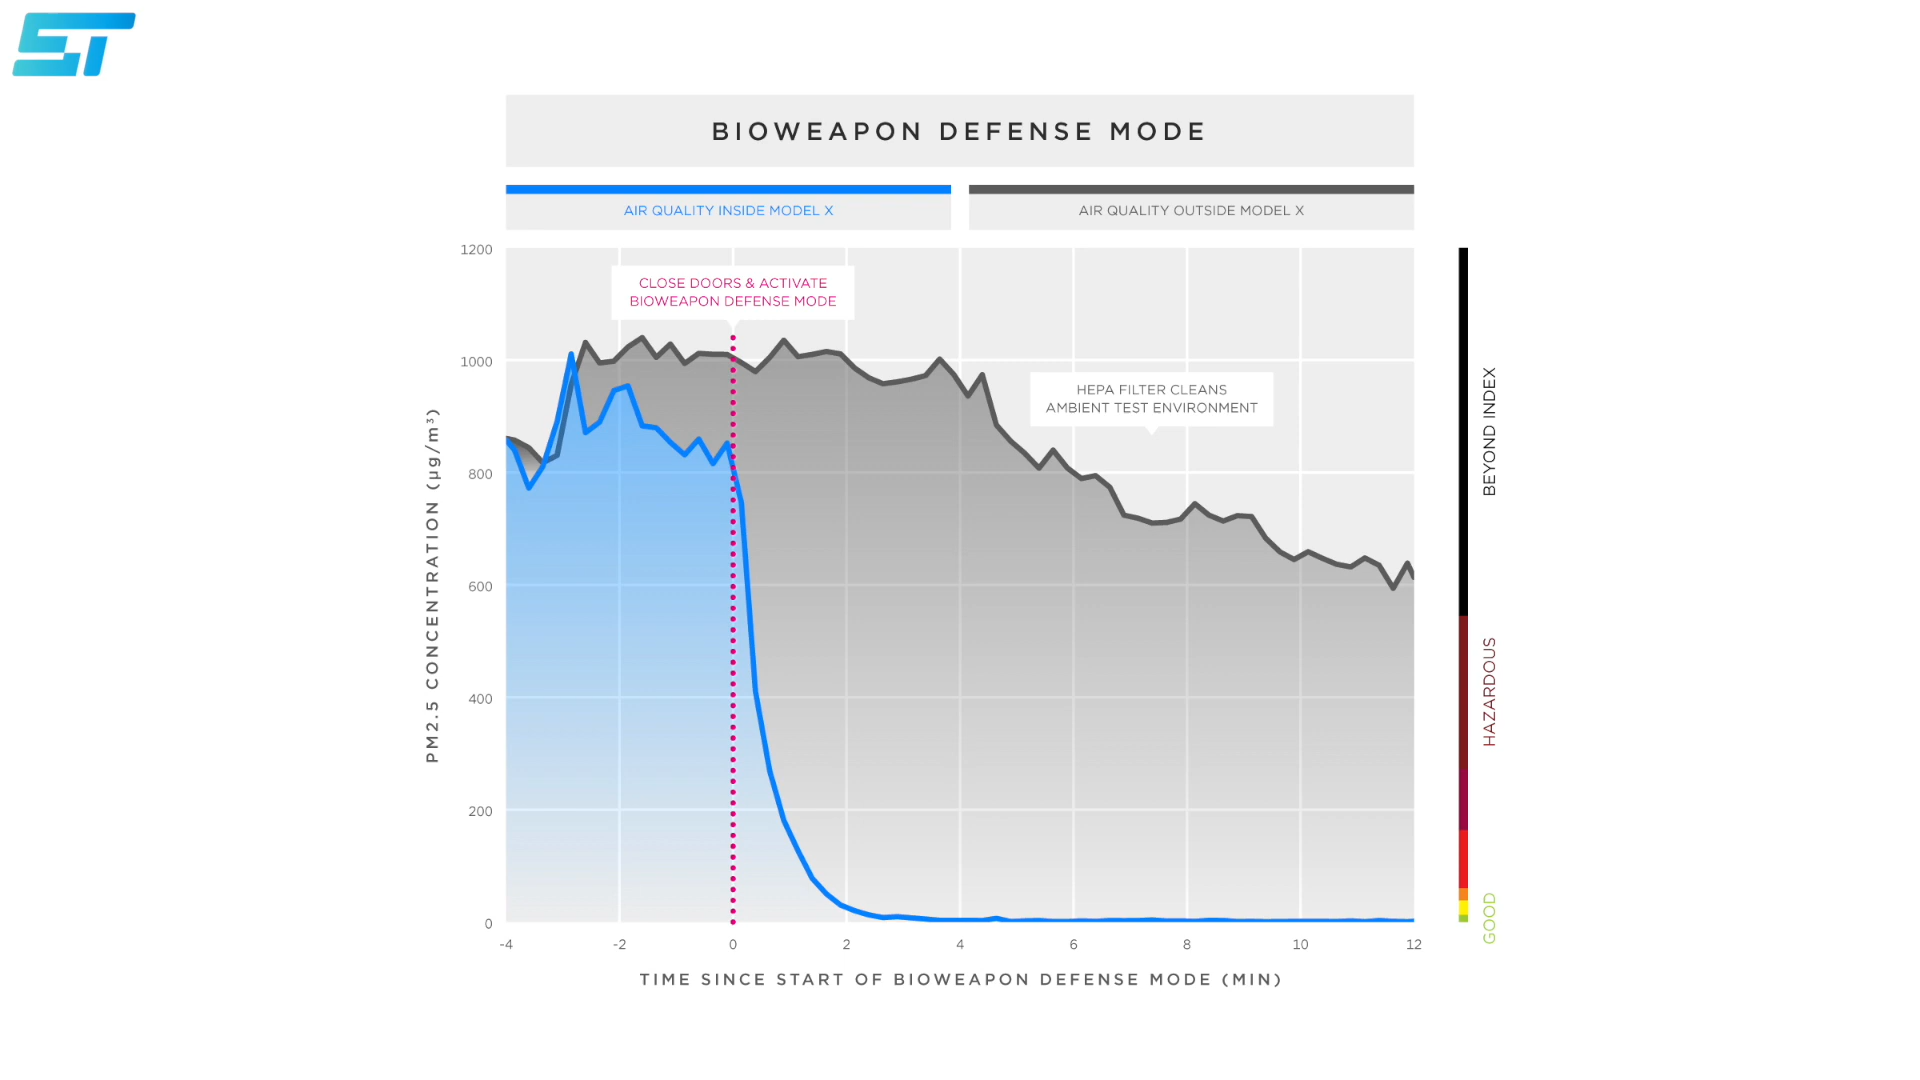 ST
BIOWEAPON DEFENSE MODE
AIR QUALITY INSIDE MODEL X
AIR QUALITY OUTSIDE MODEL X
CLOSE DOORS & ACTIVATE
BIOWEAPON DEFENSE MODE
HEPA FILTER CLEANS
AMBIENT TEST ENVIRONMENT
PM2.5 CONCENTRATION (µg/m³)
1200
1000
800
600
400
200
0
-4
-2
0
2
4
6
8
10
12
TIME SINCE START OF BIOWEAPON DEFENSE MODE (MIN)
BEYOND INDEX
HAZARDOUS
GOOD